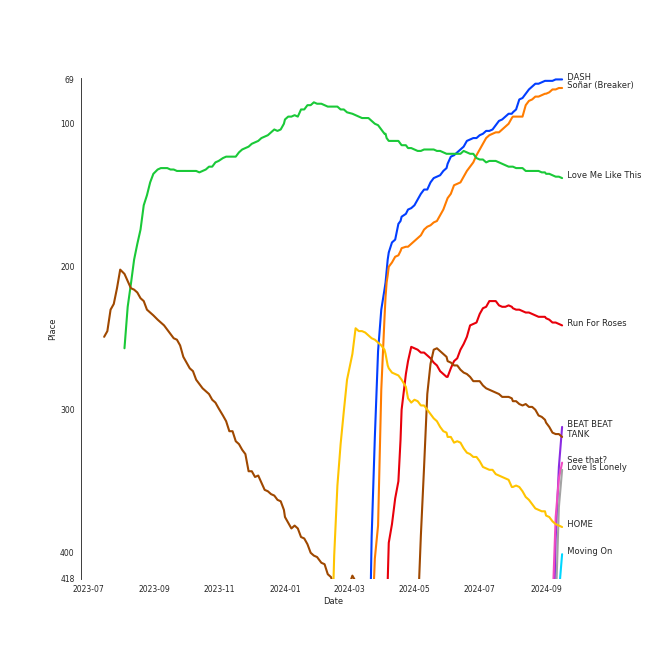 69
100
200
300
400
418
Place
2023-07
2023-09
2023-11
2024-01
2024-03
2024-05
2024-07
2024-09
Date
DASH
Soñar (Breaker)
Love Me Like This
Run For Roses
BEAT BEAT
TANK
See that?
Love Is Lonely
HOME
Moving On